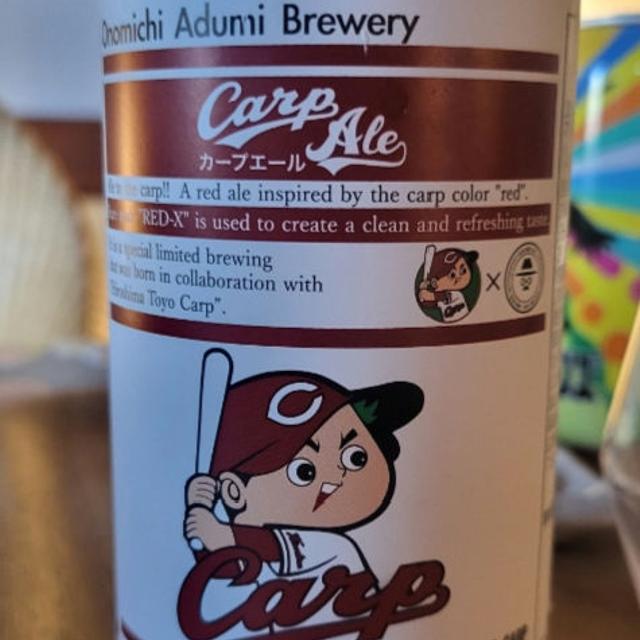 Onomichi Adumi Brewery
Carp
Ale
カープエール
carp!! A red ale inspired by the carp color "red".
"RED-X" is used to create a clean and refreshing taste
special limited brewing
was born in collaboration with
"Hiroshima Toyo Carp".
C
Carp
X
Carp